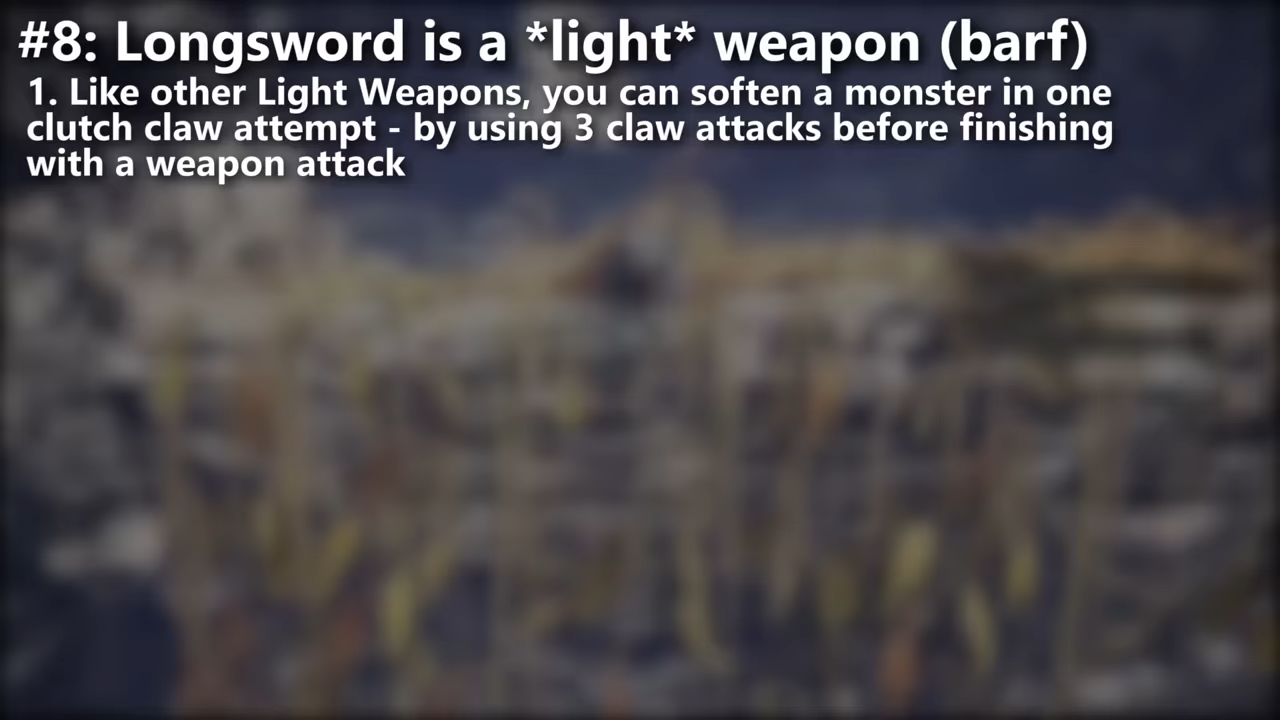 #8: Longsword is a *light* weapon (barf)
1. Like other Light Weapons, you can soften a monster in one
clutch claw attempt - by using 3 claw attacks before finishing
with a weapon attack